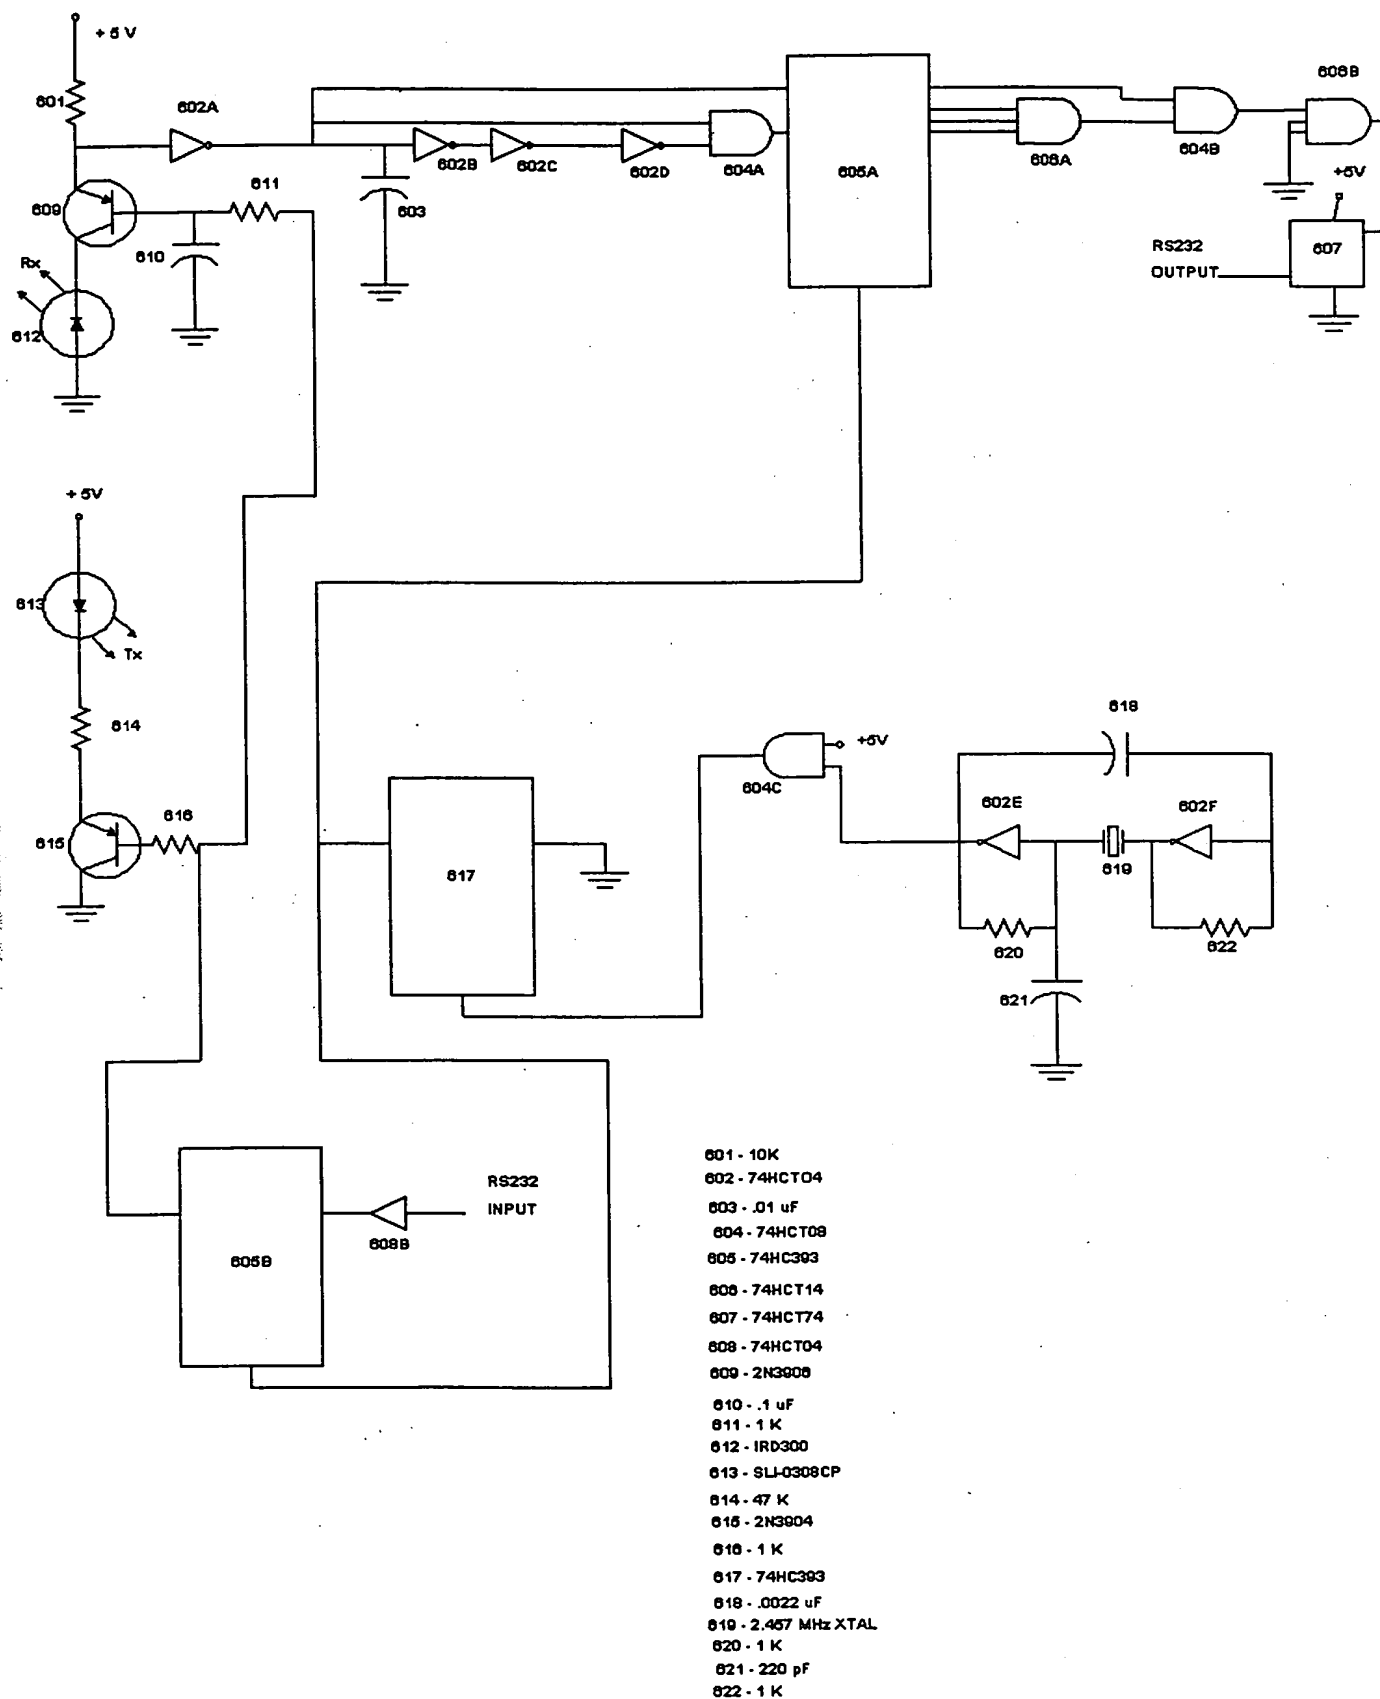 +5 V
601
602A
602B
602C
602D
604A
605A
606A
604B
606B
+5V
607
RS232
OUTPUT
609
611
610
603
Rx
612
+5V
613
Tx
614
615
616
617
604C
+5V
618
602E
602F
619
620
622
621
605B
608B
RS232
INPUT
601 - 10K
602 - 74HCT04
603 - .01 uF
604 - 74HCT08
605 - 74HC393
606 - 74HCT14
607 - 74HCT74
608 - 74HCT04
609 - 2N3906
610 - .1 uF
611 - 1 K
612 - IRD300
613 - SLI-0308CP
614 - 47 K
615 - 2N3904
616 - 1 K
617 - 74HC393
618 - .0022 uF
619 - 2.457 MHz XTAL
620 - 1 K
621 - 220 pF
622 - 1 K